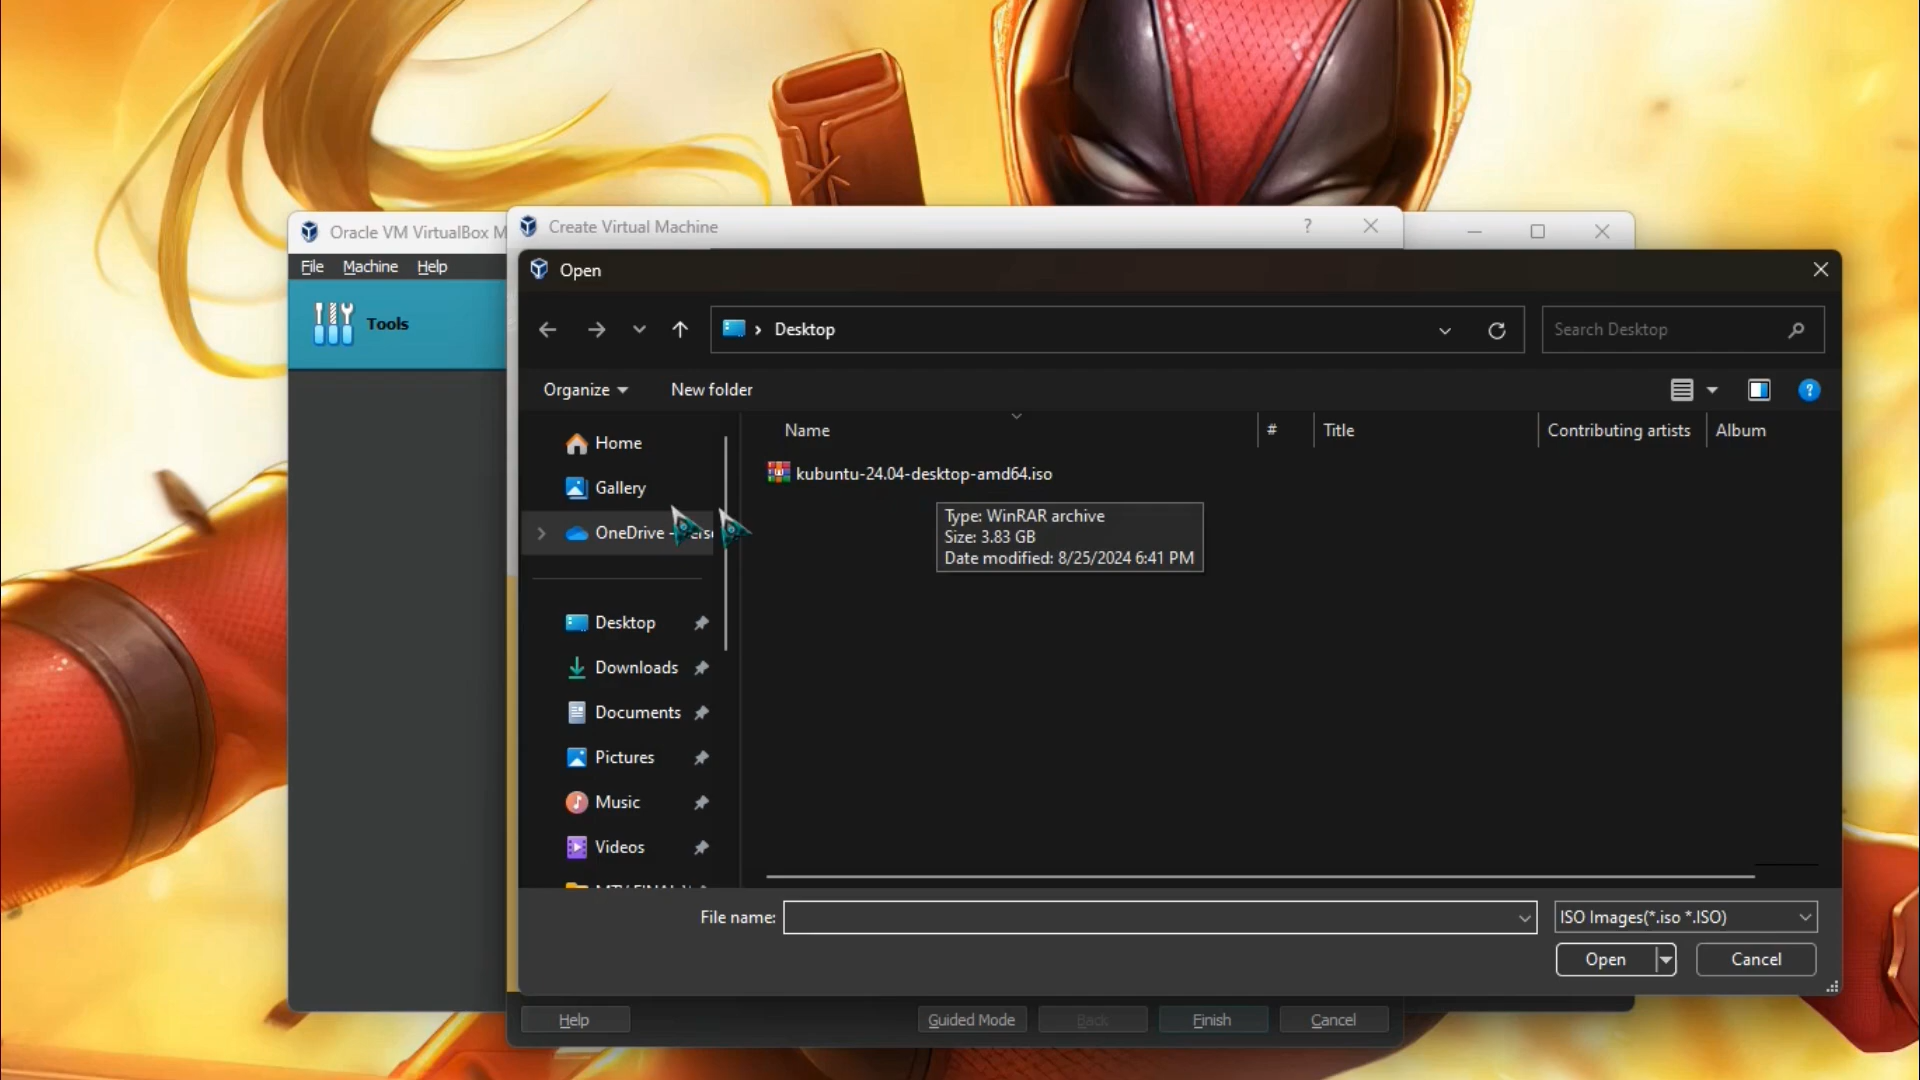 Oracle VM VirtualBox M
Create Virtual Machine
?
File Machine Help
Open
Tools
Desktop
Search Desktop
Organize
New folder
?
Name
#
Title
Contributing artists
Album
Home
kubuntu-24.04-desktop-amd64.iso
Gallery
Type: WinRAR archive
Size: 3.83 GB
Date modified: 8/25/2024 6:41 PM
OneDrive -
Desktop
Downloads
Documents
Pictures
Music
Videos
File name:
ISO Images(*.iso *.ISO)
Open
Cancel
Help
Guided Mode
Back
Finish
Cancel